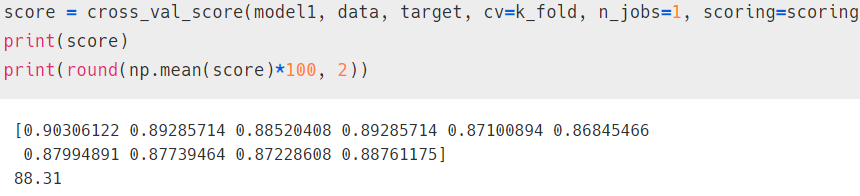 score = cross_val_score(model1, data, target, cv=k_fold, n_jobs=1, scoring=scoring
print(score)
print(round(np.mean(score)*100, 2))
[0.90306122 0.89285714 0.88520408 0.89285714 0.87100894 0.86845466
0.87994891 0.87739464 0.87228608 0.88761175]
88.31